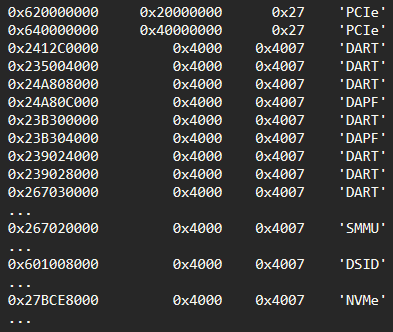 0x620000000 0x20000000 0x27 'PCIe'
0x640000000 0x40000000 0x27 'PCIe'
0x2412C0000 0x4000 0x4007 'DART'
0x235004000 0x4000 0x4007 'DART'
0x24A808000 0x4000 0x4007 'DART'
0x24A80C000 0x4000 0x4007 'DAPF'
0x23B300000 0x4000 0x4007 'DART'
0x23B304000 0x4000 0x4007 'DAPF'
0x239024000 0x4000 0x4007 'DART'
0x239028000 0x4000 0x4007 'DART'
0x267030000 0x4000 0x4007 'DART'
...
0x267020000 0x4000 0x4007 'SMMU'
...
0x601008000 0x4000 0x4007 'DSID'
...
0x27BCE8000 0x4000 0x4007 'NVMe'
...